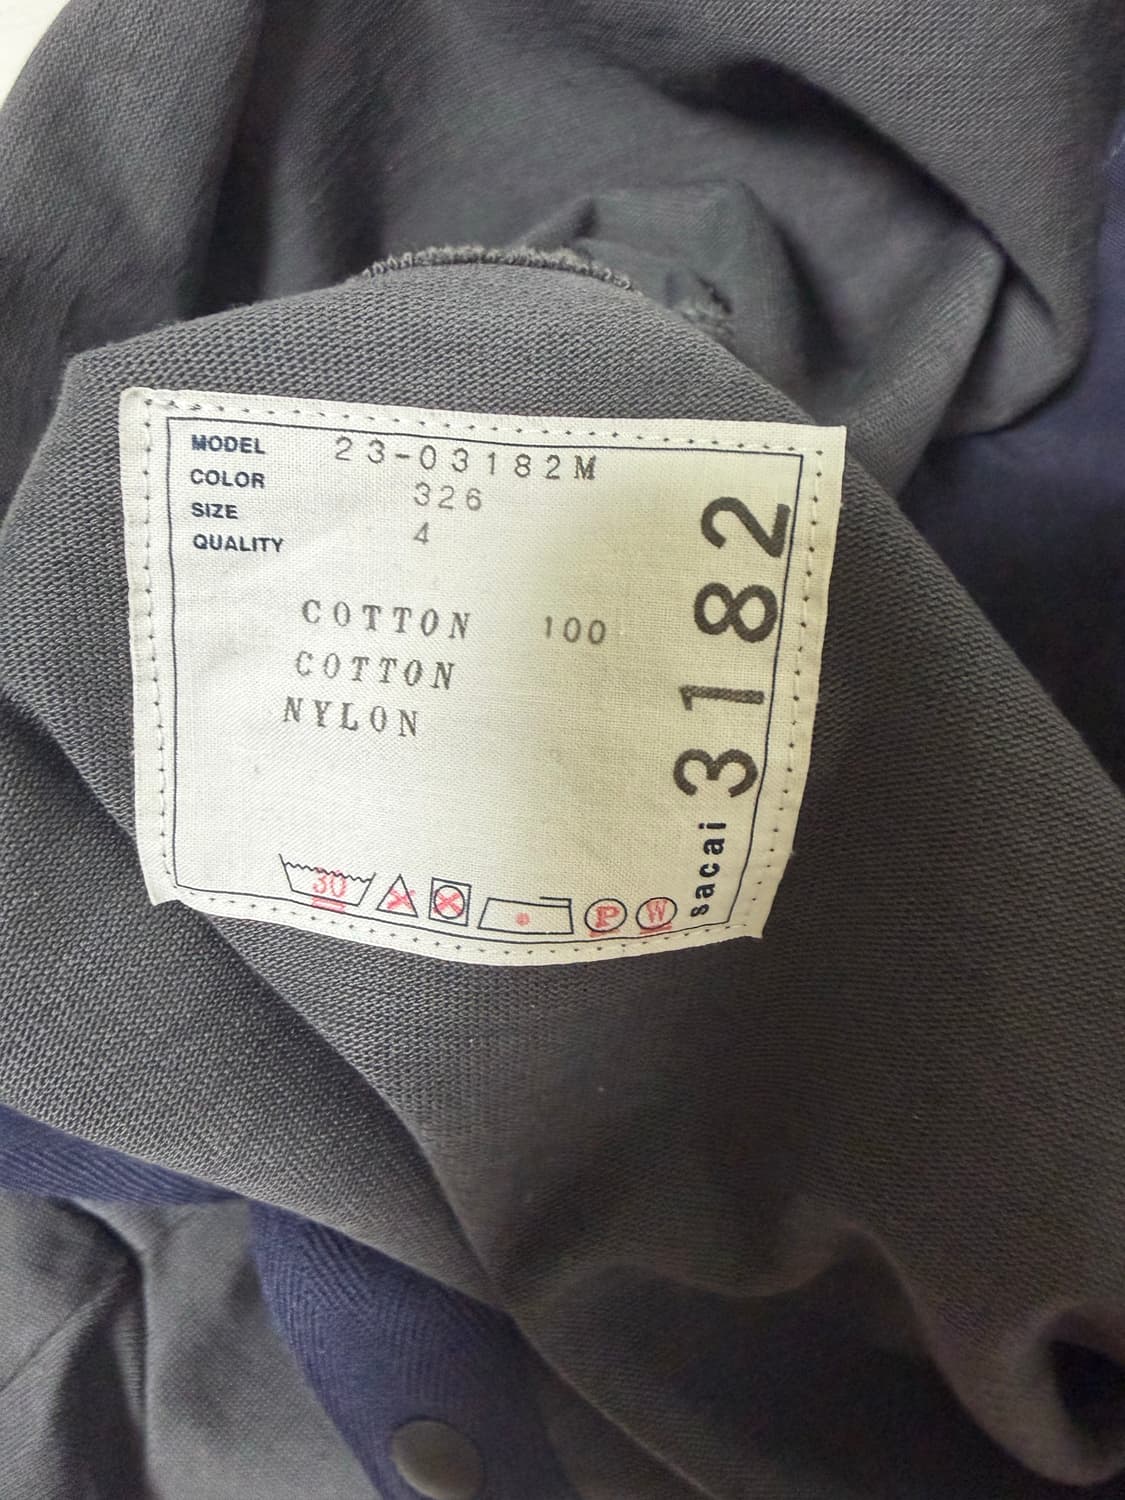 MODEL 23-03182M
COLOR 326
SIZE 4
QUALITY
COTTON 100
COTTON
NYLON
30
P
W
sacai 3182